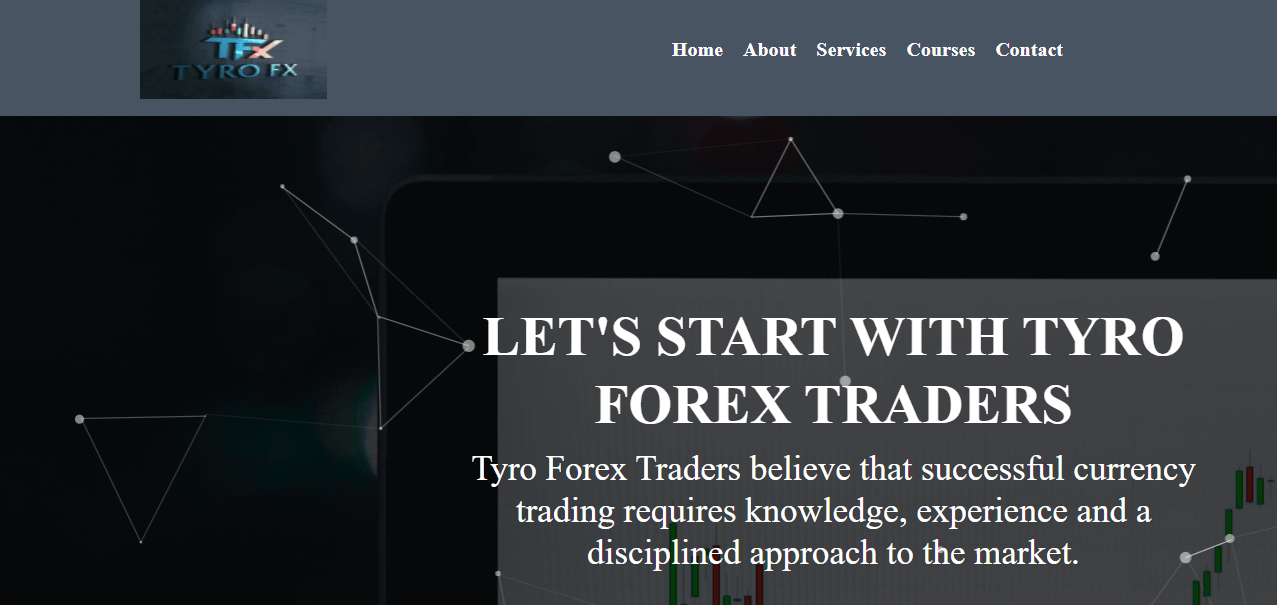 TFX
TYRO FX
Home About Services Courses Contact
LET'S START WITH TYRO
FOREX TRADERS
Tyro Forex Traders believe that successful currency
trading requires knowledge, experience and a
disciplined approach to the market.